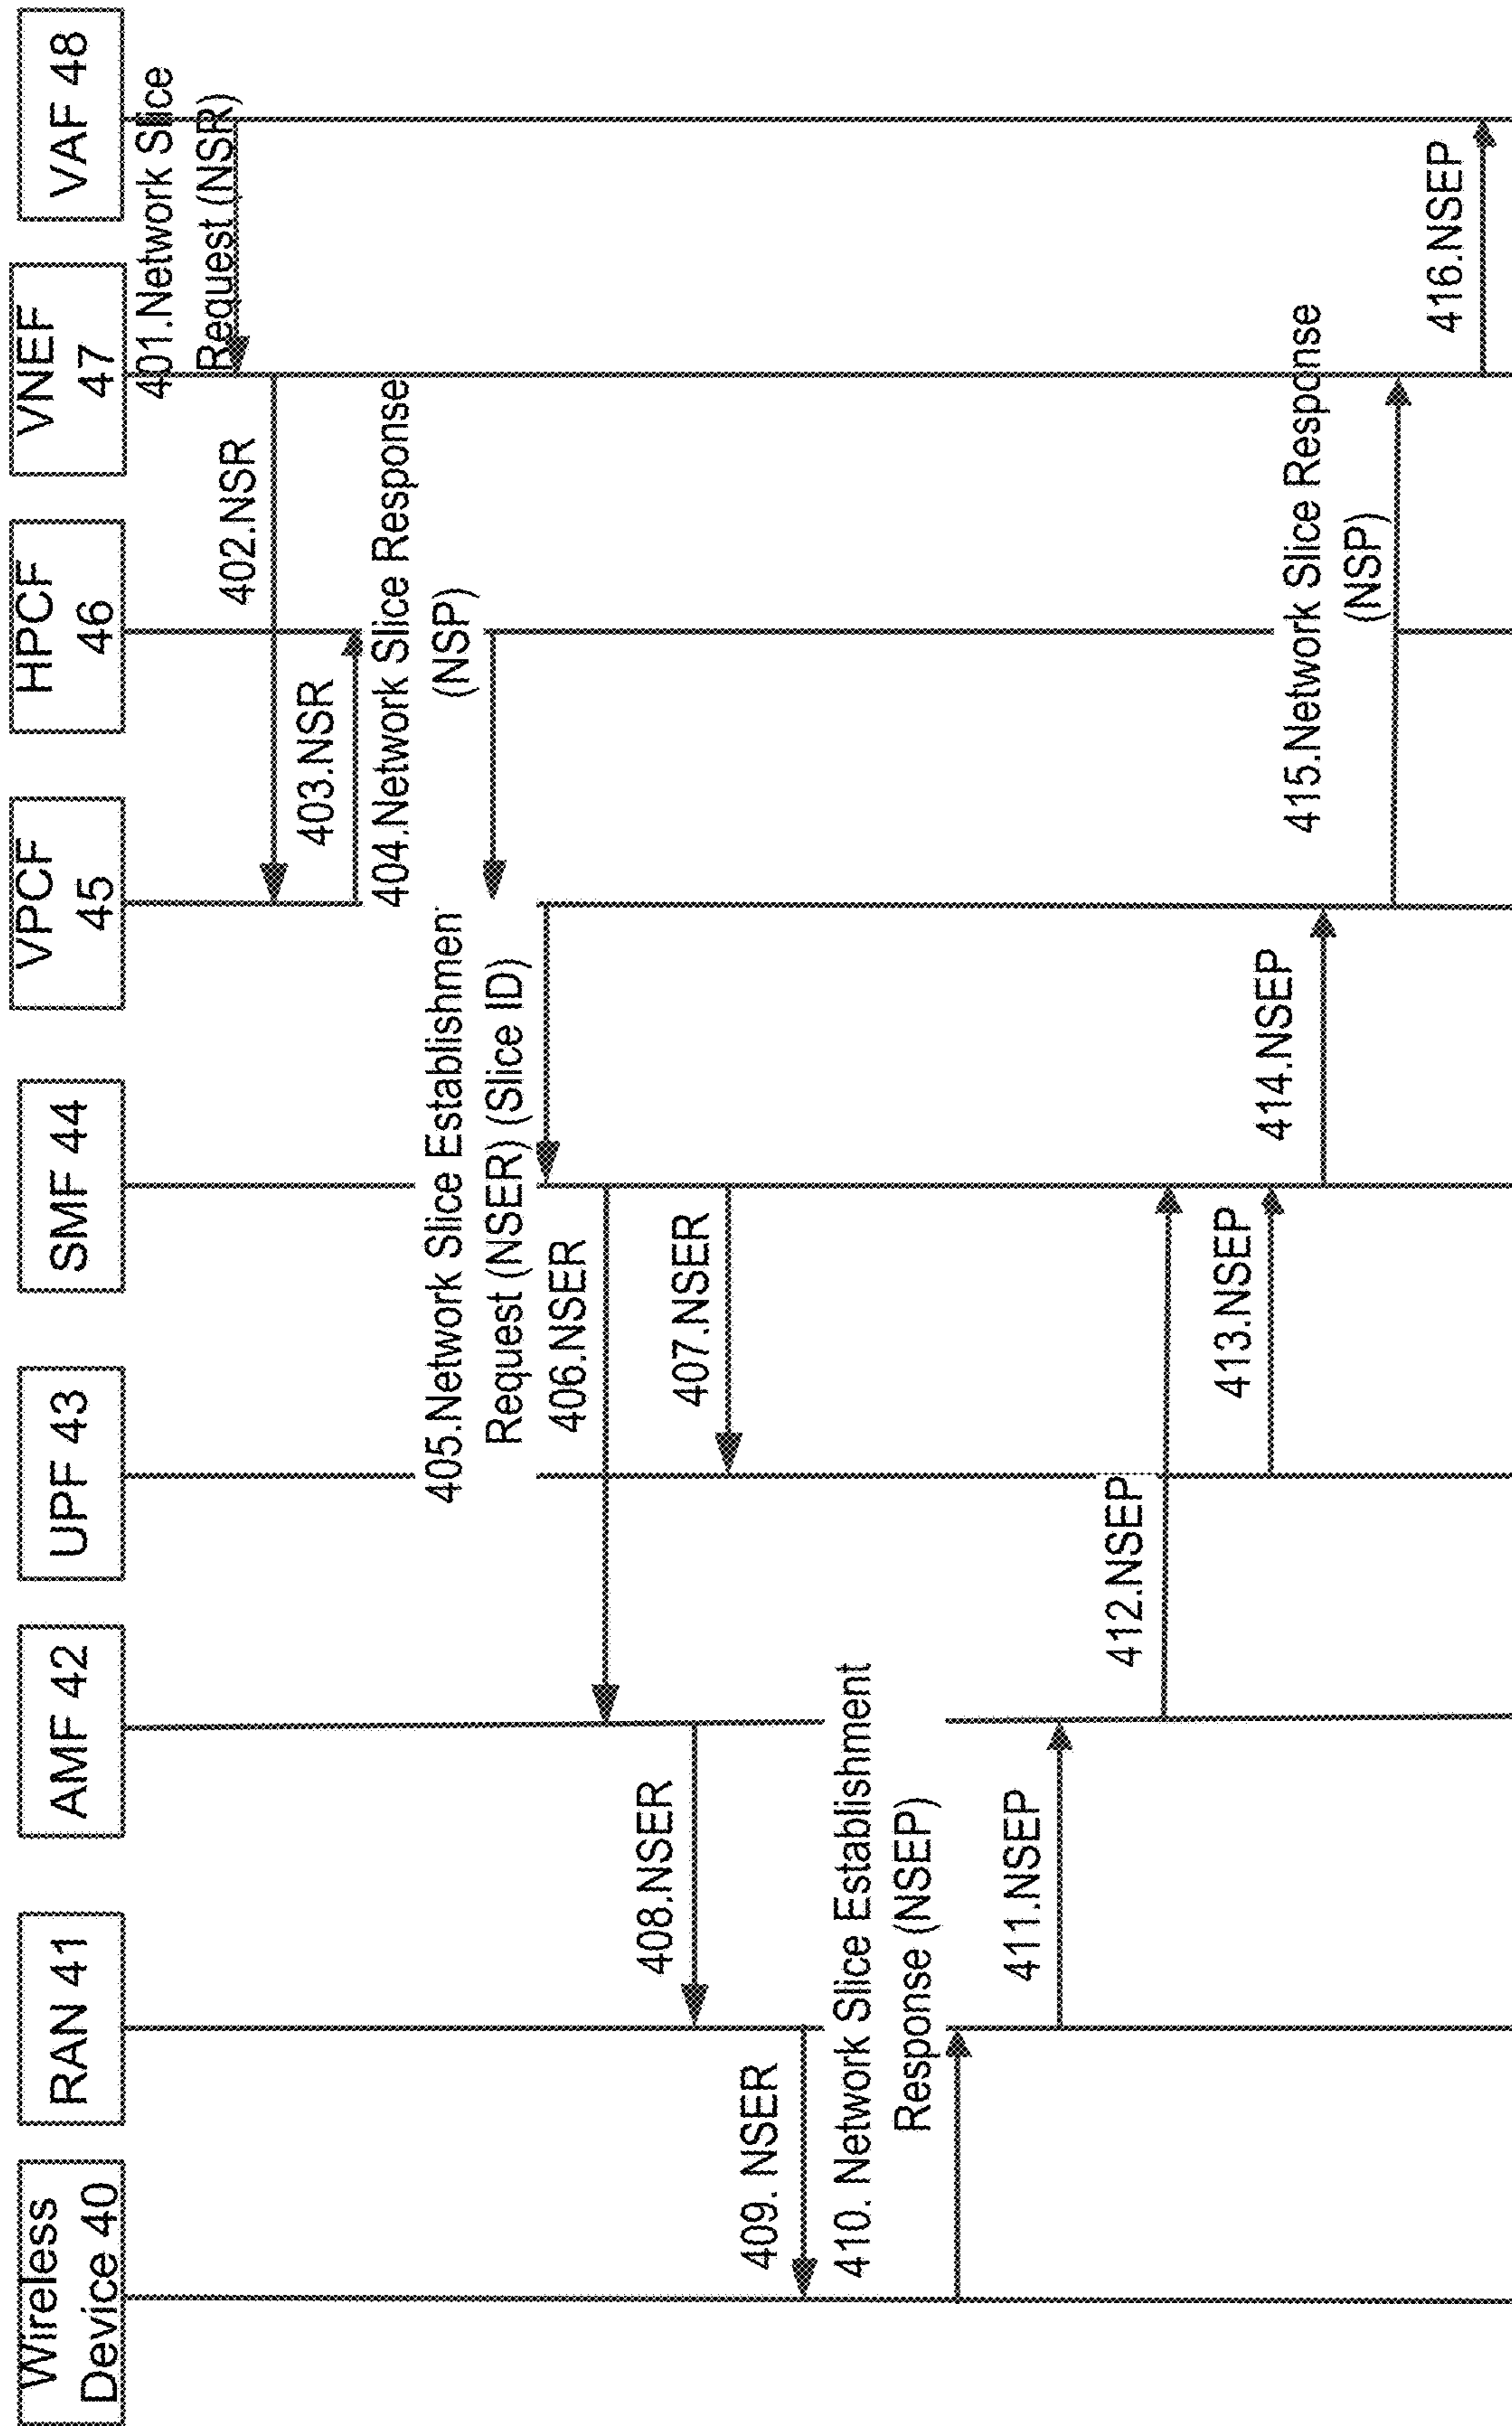 Wireless
Device 40
RAN 41
AMF 42
UPF 43
SMF 44
VPCF
45
HPCF
46
VNEF
47
VAF 48
401.Network Slice
Request (NSR)
402.NSR
403.NSR
404.Network Slice Response
(NSP)
405.Network Slice Establishmen
Request (NSER) (Slice ID)
406.NSER
407.NSER
408.NSER
409. NSER
410. Network Slice Establishment
Response (NSEP)
411.NSEP
412.NSEP
413.NSEP
414.NSEP
415.Network Slice Response
(NSP)
416.NSEP